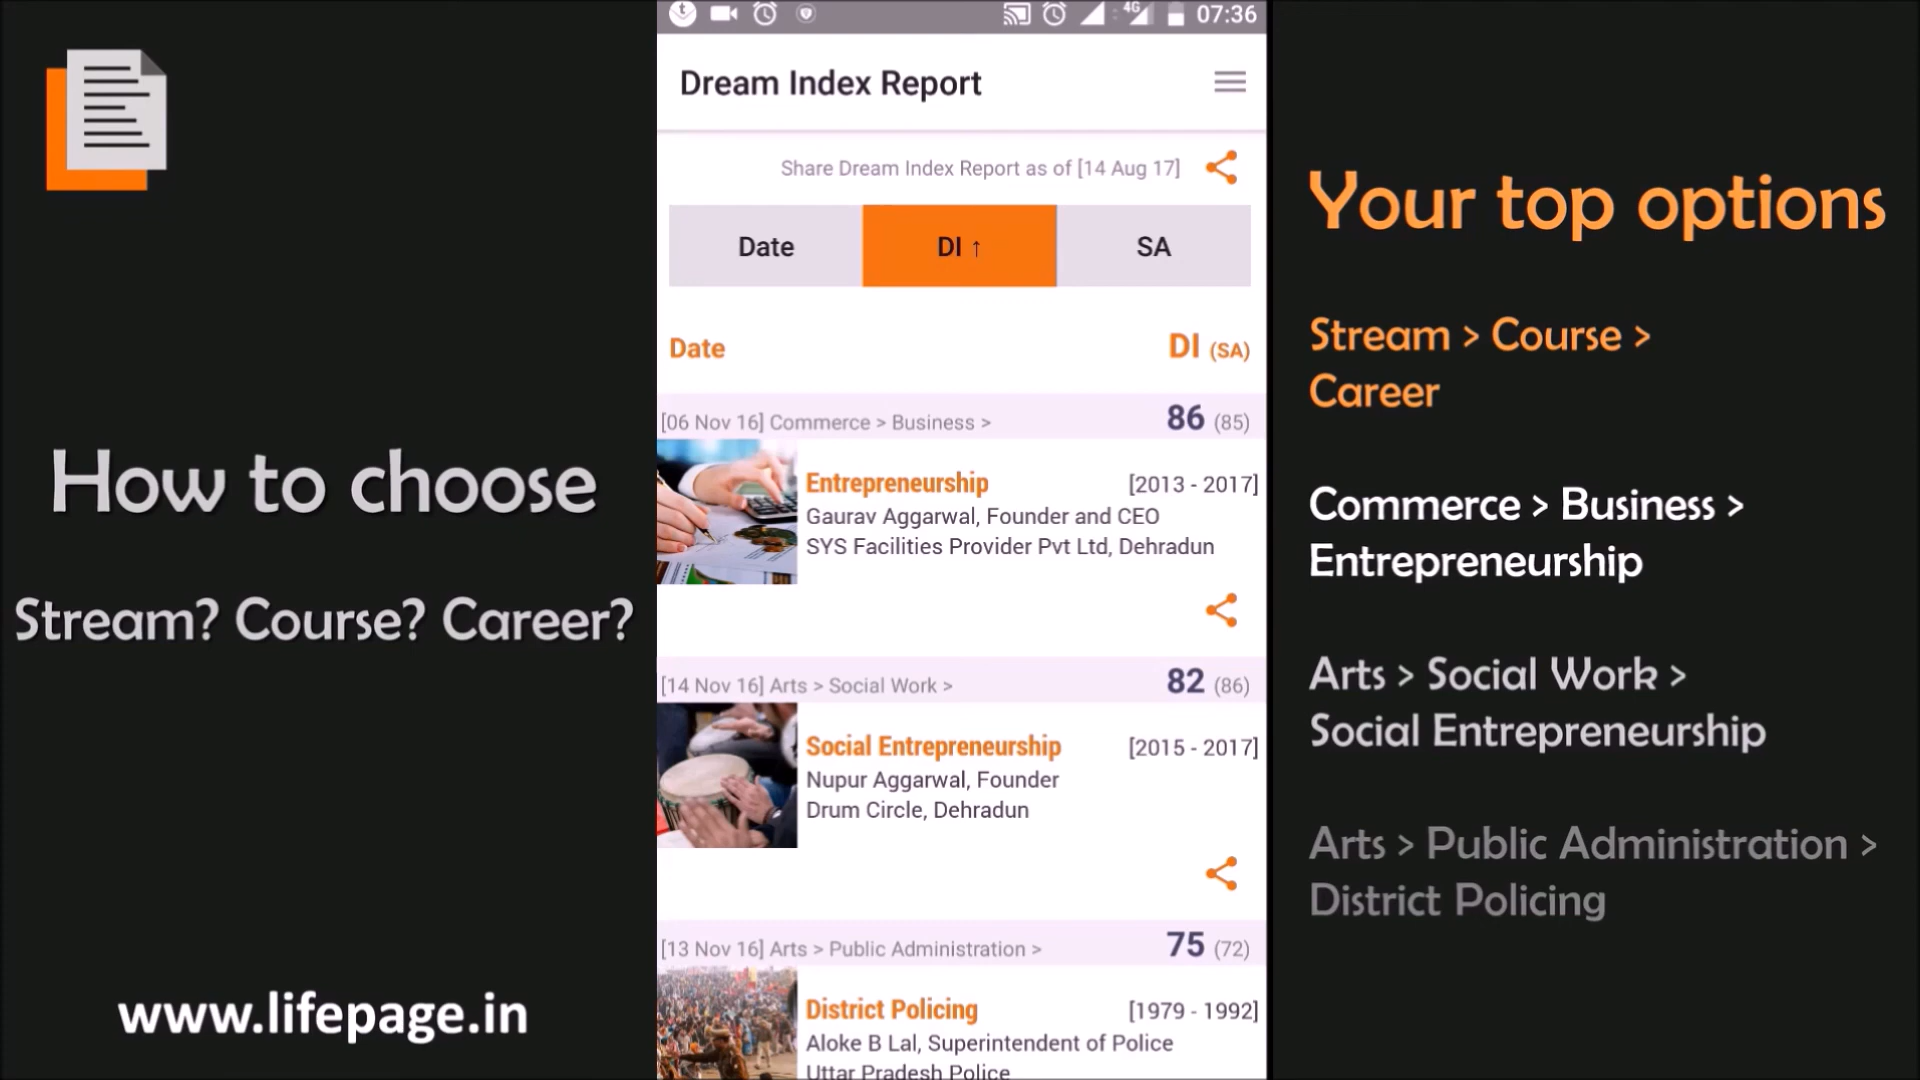 How to choose
Stream? Course? Career?
www.lifepage.in
4G 07:36
Dream Index Report
Share Dream Index Report as of [14 Aug 17]
Date DI ↑ SA
Date DI (SA)
[06 Nov 16] Commerce > Business > 86 (85)
Entrepreneurship [2013 - 2017]
Gaurav Aggarwal, Founder and CEO
SYS Facilities Provider Pvt Ltd, Dehradun
[14 Nov 16] Arts > Social Work > 82 (86)
Social Entrepreneurship [2015 - 2017]
Nupur Aggarwal, Founder
Drum Circle, Dehradun
[13 Nov 16] Arts > Public Administration > 75 (72)
District Policing [1979 - 1992]
Aloke B Lal, Superintendent of Police
Uttar Pradesh Police
Your top options
Stream > Course >
Career
Commerce > Business >
Entrepreneurship
Arts > Social Work >
Social Entrepreneurship
Arts > Public Administration >
District Policing